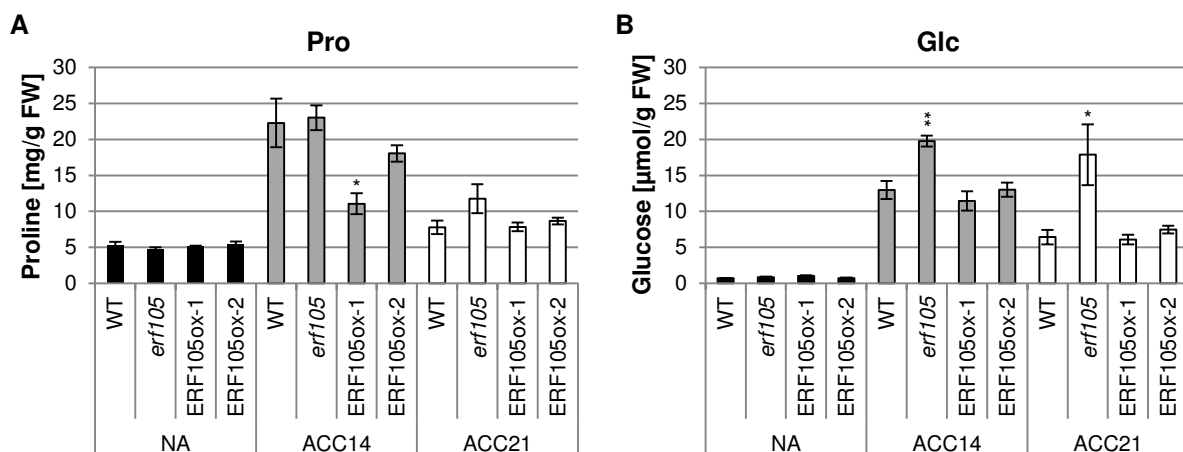 A
Pro
Proline [mg/g FW]
30
25
20
15
10
5
0
*
WT
erf105
ERF105ox-1
ERF105ox-2
WT
erf105
ERF105ox-1
ERF105ox-2
WT
erf105
ERF105ox-1
ERF105ox-2
NA ACC14 ACC21
B
Glc
Glucose [µmol/g FW]
30
25
20
15
10
5
0
**
*
WT
erf105
ERF105ox-1
ERF105ox-2
WT
erf105
ERF105ox-1
ERF105ox-2
WT
erf105
ERF105ox-1
ERF105ox-2
NA ACC14 ACC21